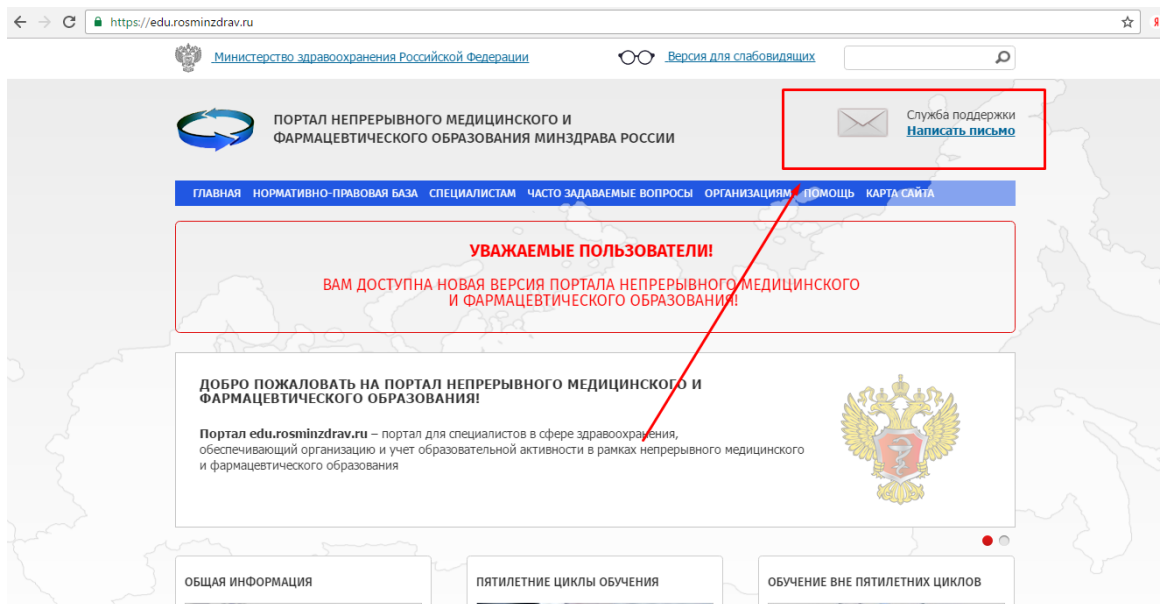 https://edu.rosminzdrav.ru
Я
Министерство здравоохранения Российской Федерации
Версия для слабовидящих
ПОРТАЛ НЕПРЕРЫВНОГО МЕДИЦИНСКОГО И
ФАРМАЦЕВТИЧЕСКОГО ОБРАЗОВАНИЯ МИНЗДРАВА РОССИИ
Служба поддержки
Написать письмо
ГЛАВНАЯ НОРМАТИВНО-ПРАВОВАЯ БАЗА СПЕЦИАЛИСТАМ ЧАСТО ЗАДАВАЕМЫЕ ВОПРОСЫ ОРГАНИЗАЦИЯМ ПОМОЩЬ КАРТА САЙТА
УВАЖАЕМЫЕ ПОЛЬЗОВАТЕЛИ!
ВАМ ДОСТУПНА НОВАЯ ВЕРСИЯ ПОРТАЛА НЕПРЕРЫВНОГО МЕДИЦИНСКОГО
И ФАРМАЦЕВТИЧЕСКОГО ОБРАЗОВАНИЯ!
ДОБРО ПОЖАЛОВАТЬ НА ПОРТАЛ НЕПРЕРЫВНОГО МЕДИЦИНСКОГО И
ФАРМАЦЕВТИЧЕСКОГО ОБРАЗОВАНИЯ!
Портал edu.rosminzdrav.ru – портал для специалистов в сфере здравоохранения,
обеспечивающий организацию и учет образовательной активности в рамках непрерывного медицинского
и фармацевтического образования
ОБЩАЯ ИНФОРМАЦИЯ
ПЯТИЛЕТНИЕ ЦИКЛЫ ОБУЧЕНИЯ
ОБУЧЕНИЕ ВНЕ ПЯТИЛЕТНИХ ЦИКЛОВ